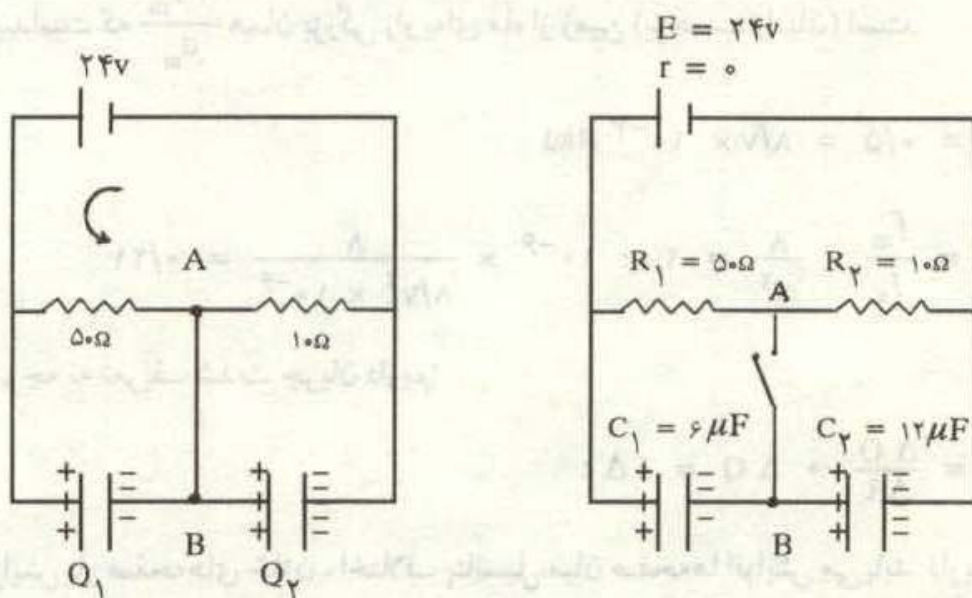 ۲۴v
A
۵۰Ω
۱۰Ω
B
Q۱
Q۲
E = ۲۴v
r = ۰
R۱ = ۵۰Ω
R۲ = ۱۰Ω
A
C۱ = ۶μF
C۲ = ۱۲μF
B